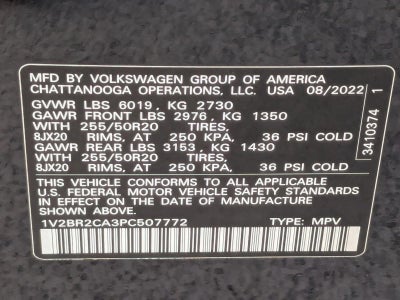 MFD BY VOLKSWAGEN GROUP OF AMERICA
CHATTANOOGA OPERATIONS, LLC. USA 08/2022
GVWR LBS 6019, KG 2730
GAWR FRONT LBS 2976, KG 1350
WITH 255/50R20 TIRES,
8JX20 RIMS, AT 250 KPA, 36 PSI COLD
GAWR REAR LBS 3153, KG 1430
WITH 255/50R20 TIRES,
8JX20 RIMS, AT 250 KPA, 36 PSI COLD
THIS VEHICLE CONFORMS TO ALL APPLICABLE
U.S. FEDERAL MOTOR VEHICLE SAFETY STANDARDS
IN EFFECT ON THE DATE OF MANUFACTURE
SHOWN ABOVE.
1V2BR2CA3PC507772 TYPE: MPV
3410374 1